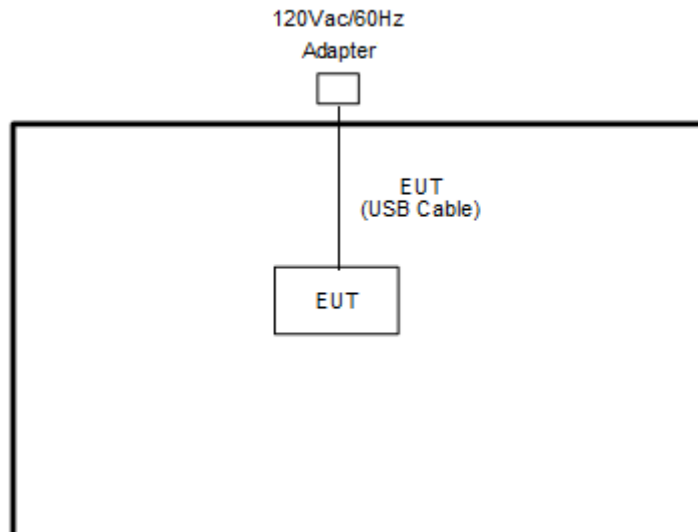 120Vac/60Hz
Adapter
EUT
(USB Cable)
EUT